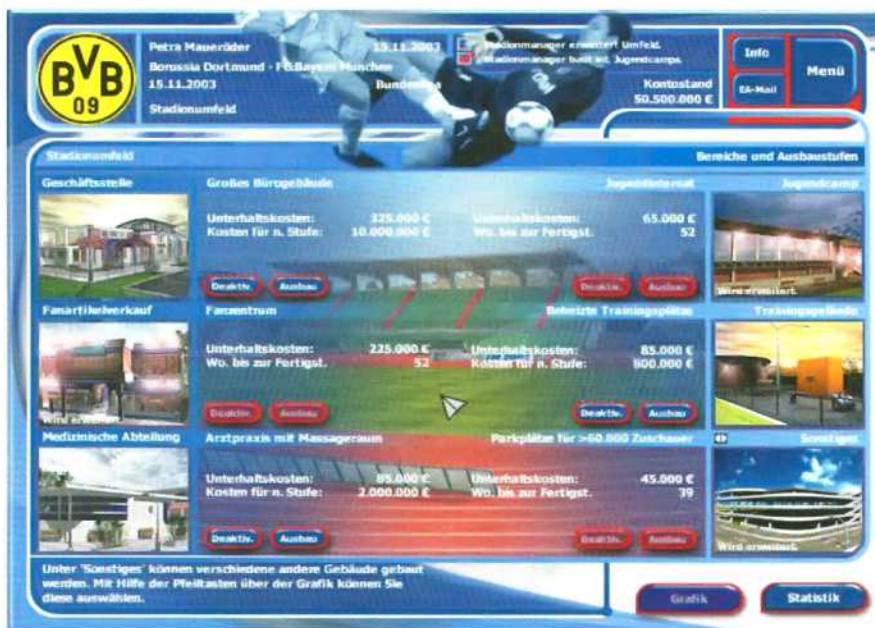 BVB
09
Petra Maueröder 15.11.2003
Borussia Dortmund - FC Bayern München
15.11.2003 Bundesliga
Stadionumfeld
Stadionmanager erweitert Umfeld.
Stadionmanager baut int. Jugendcamps.
Kontostand
50.500.000 €
Info
EA-Mail
Menü
Stadionumfeld Bereiche und Ausbaustufen
Geschäftsstelle Großes Bürogebäude Jugendinternat Jugendcamp
Unterhaltskosten: 325.000 € Unterhaltskosten: 65.000 €
Kosten für n. Stufe: 10.000.000 € Wo. bis zur Fertigst. 52
Deaktiv. Ausbau Deaktiv. Ausbau
Wird erweitert.
Fanartikelverkauf Fanzentrum Beheizte Trainingsplätze Trainingsgelände
Unterhaltskosten: 225.000 € Unterhaltskosten: 85.000 €
Wo. bis zur Fertigst. 52 Kosten für n. Stufe: 800.000 €
Wird erweitert. Deaktiv. Ausbau Deaktiv. Ausbau
Medizinische Abteilung Arztpraxis mit Massageraum Parkplätze für >60.000 Zuschauer Sonstiges
Unterhaltskosten: 85.000 € Unterhaltskosten: 45.000 €
Kosten für n. Stufe: 2.000.000 € Wo. bis zur Fertigst. 39
Deaktiv. Ausbau Deaktiv. Ausbau
Wird erweitert.
Unter 'Sonstiges' können verschiedene andere Gebäude gebaut
werden. Mit Hilfe der Pfeiltasten über der Grafik können Sie
diese auswählen.
Grafik Statistik